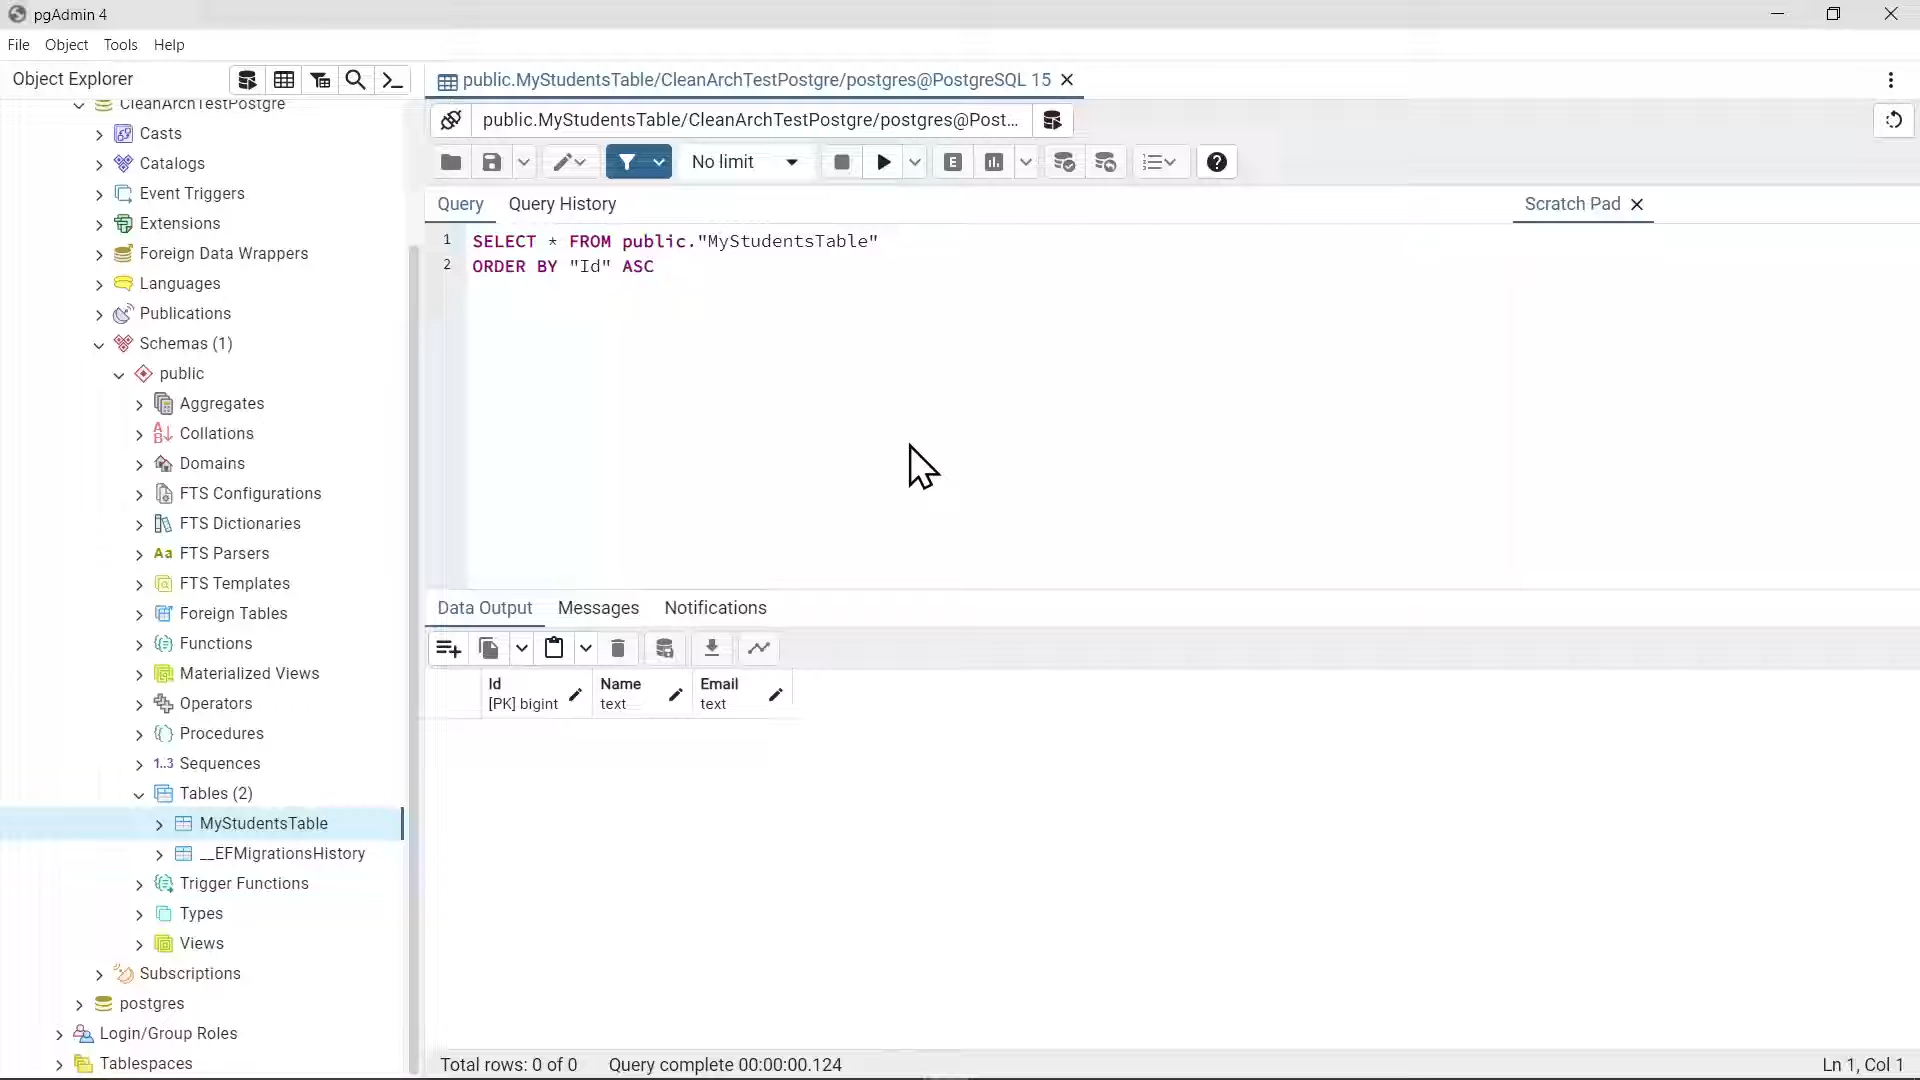 pgAdmin 4
File Object Tools Help
Object Explorer
CleanArchTestPostgre
Casts
Catalogs
Event Triggers
Extensions
Foreign Data Wrappers
Languages
Publications
Schemas (1)
public
Aggregates
Collations
Domains
FTS Configurations
FTS Dictionaries
Aa FTS Parsers
FTS Templates
Foreign Tables
Functions
Materialized Views
Operators
Procedures
1..3 Sequences
Tables (2)
MyStudentsTable
__EFMigrationsHistory
Trigger Functions
Types
Views
Subscriptions
postgres
Login/Group Roles
Tablespaces
public.MyStudentsTable/CleanArchTestPostgre/postgres@PostgreSQL 15
public.MyStudentsTable/CleanArchTestPostgre/postgres@Post...
No limit
E
Query Query History
Scratch Pad
1 SELECT * FROM public."MyStudentsTable"
2 ORDER BY "Id" ASC
Data Output Messages Notifications
Id Name Email
[PK] bigint text text
Total rows: 0 of 0 Query complete 00:00:00.124
Ln 1, Col 1